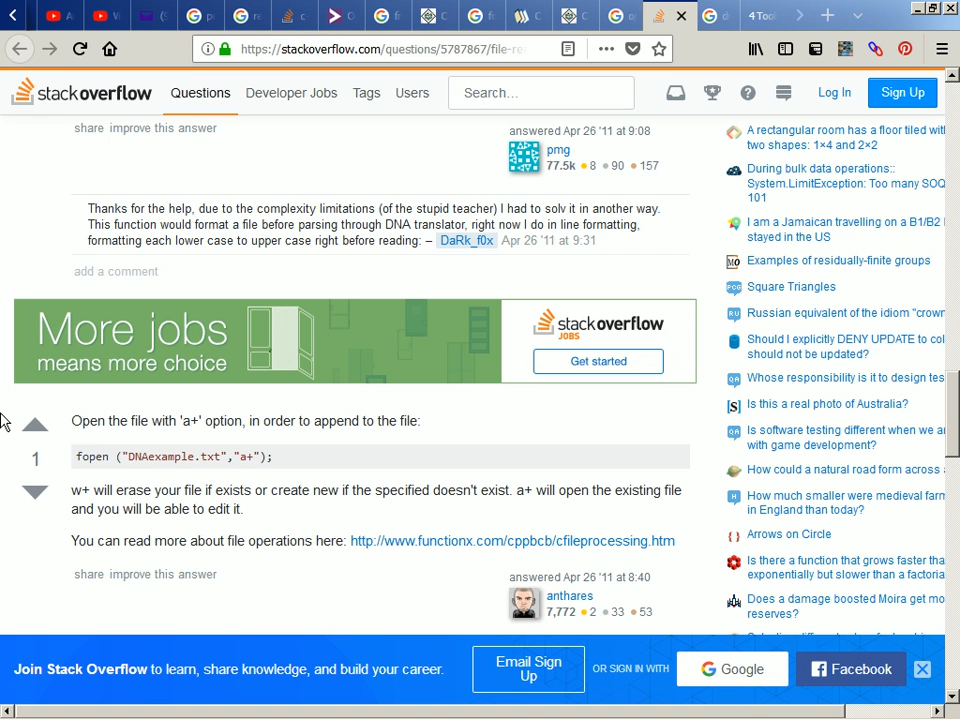 https://stackoverflow.com/questions/5787867/file-re
4 Too
stackoverflow
Questions
Developer Jobs
Tags
Users
Search...
Log In
Sign Up
share improve this answer
answered Apr 26 '11 at 9:08
pmg
77.5k 8 90 157
Thanks for the help, due to the complexity limitations (of the stupid teacher) I had to solv it in another way.
This function would format a file before parsing through DNA translator, right now I do in line formatting,
formatting each lower case to upper case right before reading: – DaRk_f0x Apr 26 '11 at 9:31
add a comment
More jobs
means more choice
stackoverflow
JOBS
Get started
Open the file with 'a+' option, in order to append to the file:
1
fopen ("DNAexample.txt","a+");
w+ will erase your file if exists or create new if the specified doesn't exist. a+ will open the existing file
and you will be able to edit it.
You can read more about file operations here: http://www.functionx.com/cppbcb/cfileprocessing.htm
share improve this answer
answered Apr 26 '11 at 8:40
anthares
7,772 2 33 53
A rectangular room has a floor tiled with
two shapes: 1×4 and 2×2
During bulk data operations::
System.LimitException: Too many SOQ
101
I am a Jamaican travelling on a B1/B2
stayed in the US
Examples of residually-finite groups
Square Triangles
Russian equivalent of the idiom "crown
Should I explicitly DENY UPDATE to col
should not be updated?
Whose responsibility is it to design tes
Is this a real photo of Australia?
Is software testing different when we a
with game development?
How could a natural road form across
How much smaller were medieval farm
in England than today?
Arrows on Circle
Is there a function that grows faster tha
exponentially but slower than a factoria
Does a damage boosted Moira get mo
reserves?
Join Stack Overflow to learn, share knowledge, and build your career.
Email Sign
Up
OR SIGN IN WITH
Google
Facebook